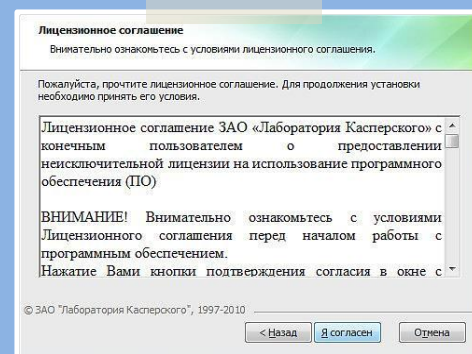 Лицензионное соглашение
Внимательно ознакомьтесь с условиями лицензионного соглашения.
Пожалуйста, прочтите лицензионное соглашение. Для продолжения установки
необходимо принять его условия.
Лицензионное соглашение ЗАО «Лаборатория Касперского» с
конечным пользователем о предоставлении
неисключительной лицензии на использование программного
обеспечения (ПО)
ВНИМАНИЕ! Внимательно ознакомьтесь с условиями
Лицензионного соглашения перед началом работы с
программным обеспечением.
Нажатие Вами кнопки подтверждения согласия в окне с
© ЗАО "Лаборатория Касперского", 1997-2010
< Назад
Я согласен
Отмена